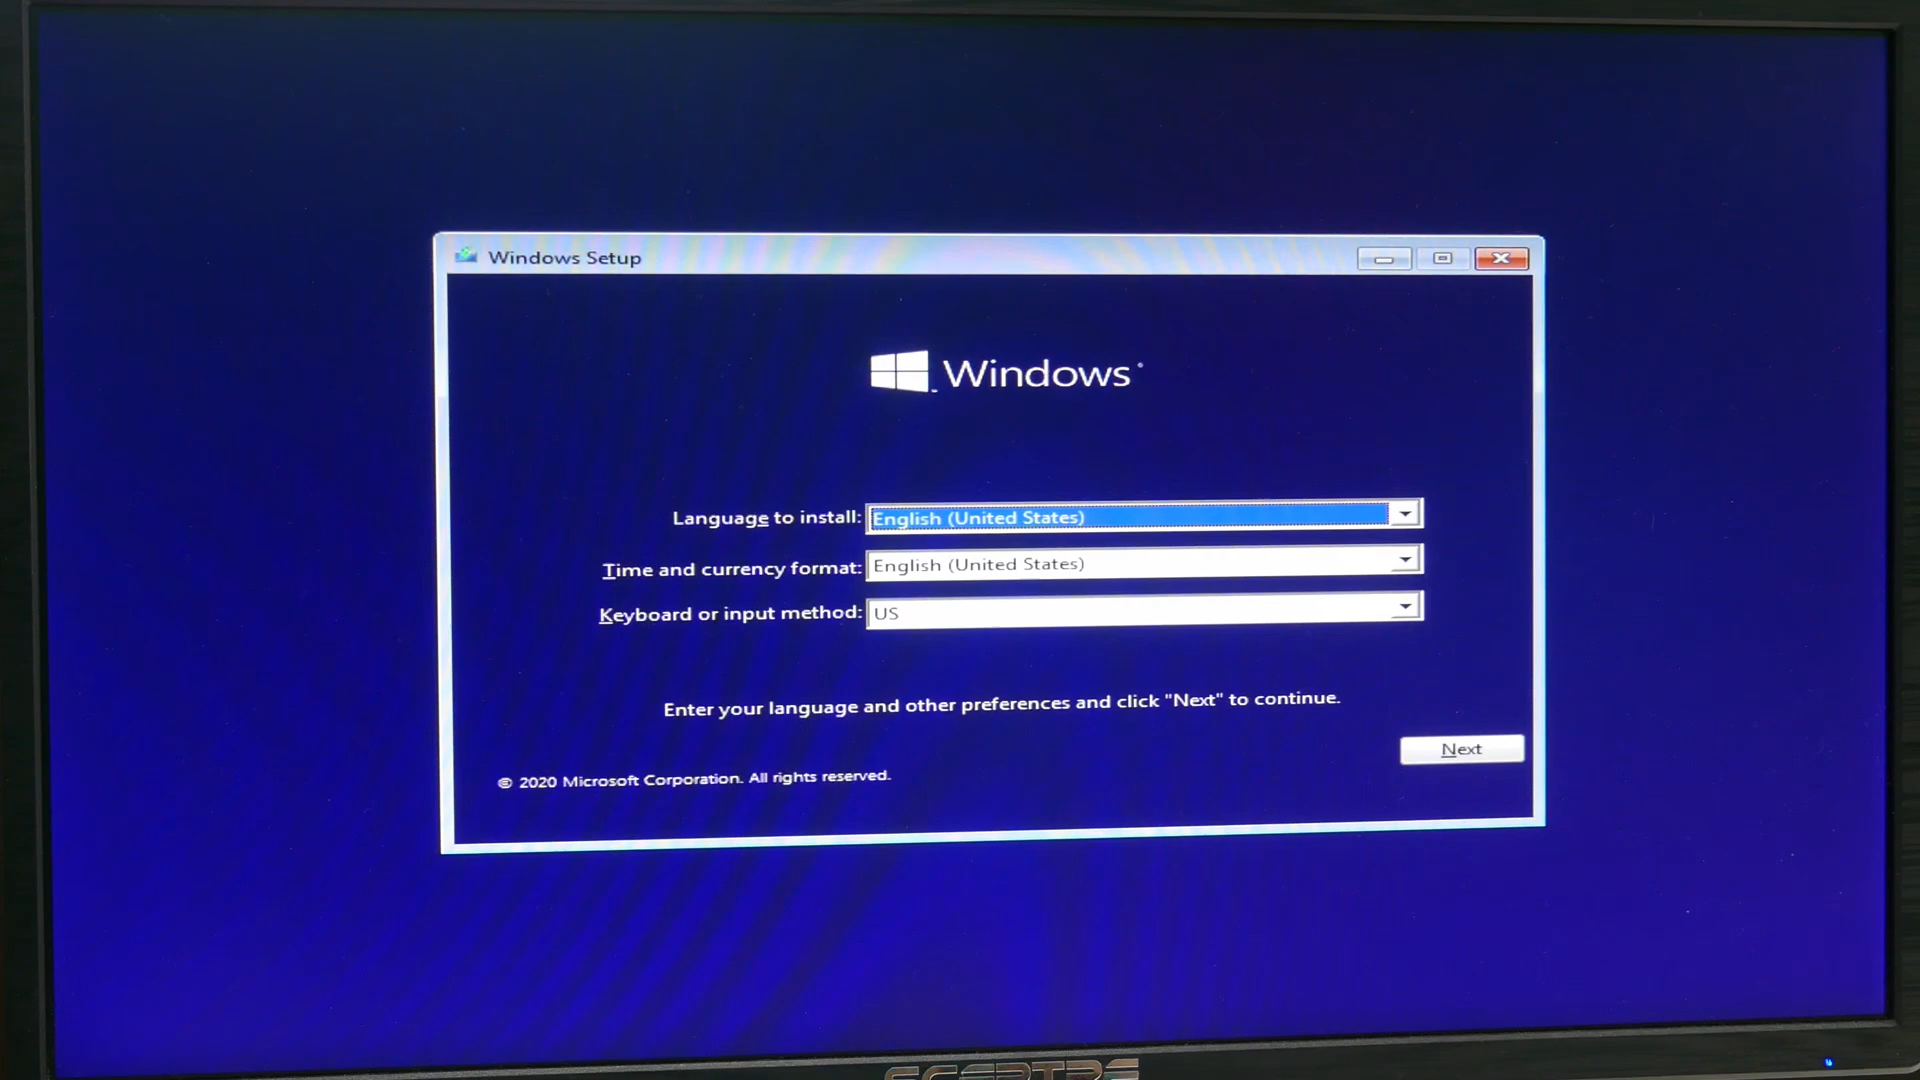 Windows Setup
Windows
Language to install: English (United States)
Time and currency format: English (United States)
Keyboard or input method: US
Enter your language and other preferences and click "Next" to continue.
Next
© 2020 Microsoft Corporation. All rights reserved.
SCEPTRE